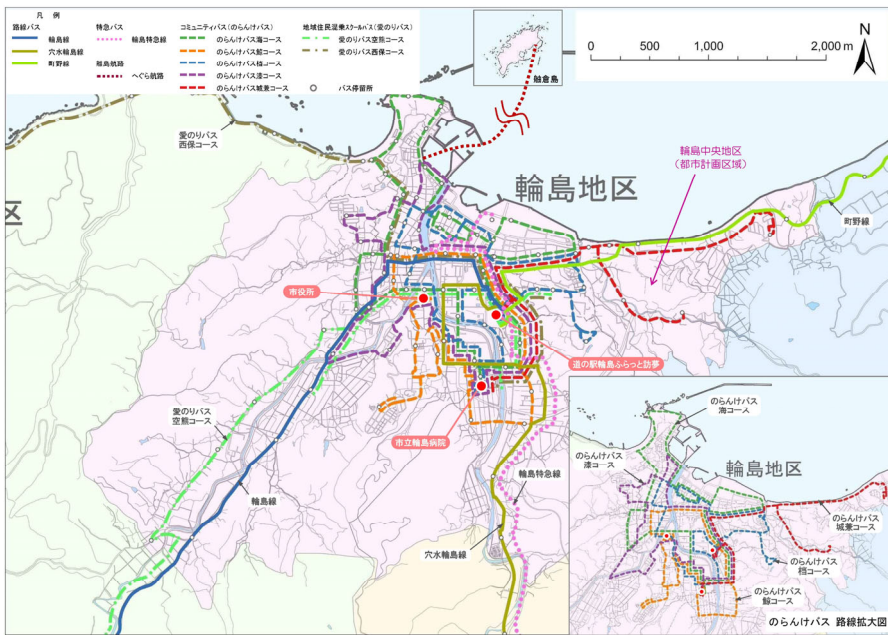 凡 例
路線バス
輪島線
穴水輪島線
町野線
特急バス
輪島特急線
離島航路
へぐら航路
コミュニティバス(のらんけバス)
のらんけバス海コース
のらんけバス鯨コース
のらんけバス档コース
のらんけバス漆コース
のらんけバス城兼コース
地域住民混乗スクールバス(愛のりバス)
愛のりバス空熊コース
愛のりバス西保コース
バス停留所
0 500 1,000 2,000 m
N
舳倉島
愛のりバス
西保コース
輪島地区
輪島中央地区
(都市計画区域)
町野線
区
市役所
道の駅輪島ふらっと訪夢
愛のりバス
空熊コース
市立輪島病院
輪島線
輪島特急線
穴水輪島線
のらんけバス
海コース
のらんけバス
漆コース
輪島地区
のらんけバス
城兼コース
のらんけバス
档コース
のらんけバス
鯨コース
のらんけバス 路線拡大図